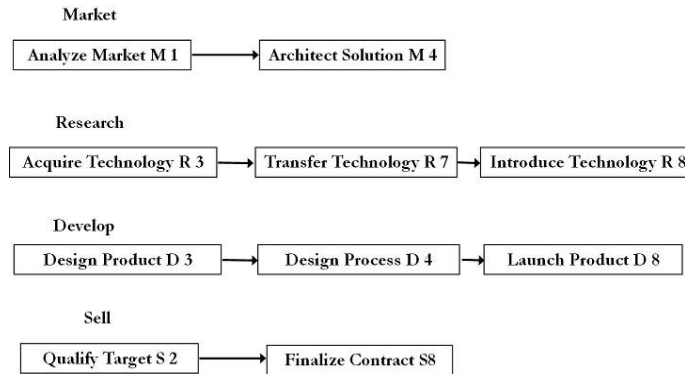 Market
Analyze Market M 1 Architect Solution M 4
Research
Acquire Technology R 3 Transfer Technology R 7 Introduce Technology R 8
Develop
Design Product D 3 Design Process D 4 Launch Product D 8
Sell
Qualify Target S 2 Finalize Contract S8